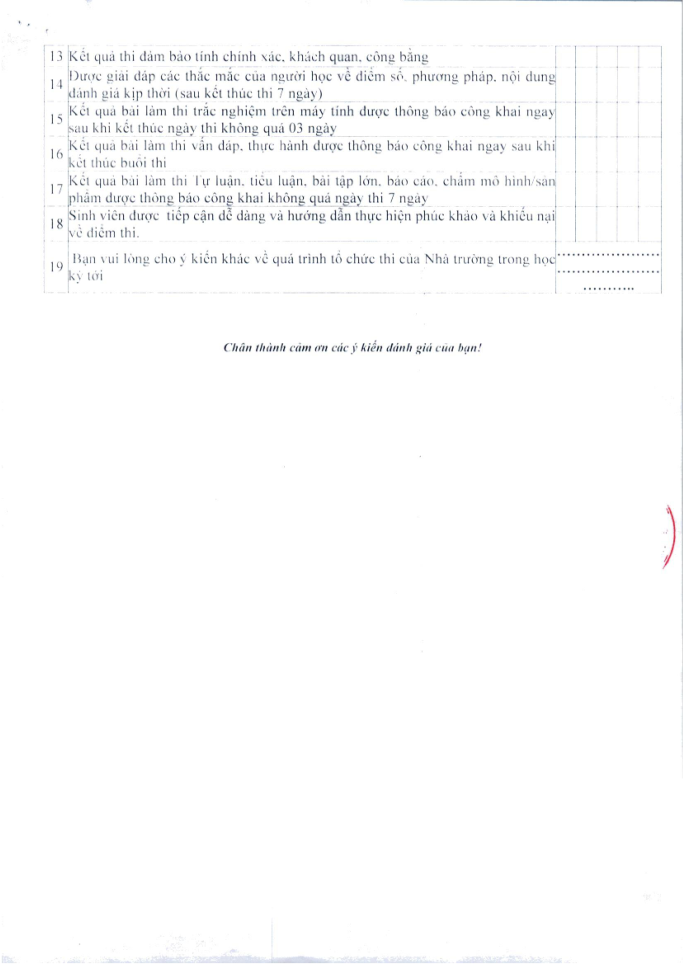 13 Kết quả thi đảm bảo tính chính xác, khách quan, công bằng
14 Được giải đáp các thắc mắc của người học về điểm số, phương pháp, nội dung
đánh giá kịp thời (sau kết thúc thi 7 ngày)
15 Kết quả bài làm thi trắc nghiệm trên máy tính được thông báo công khai ngay
sau khi kết thúc ngày thi không quá 03 ngày
16 Kết quả bài làm thi vấn đáp, thực hành được thông báo công khai ngay sau khi
kết thúc buổi thi
17 Kết quả bài làm thi Tự luận, tiểu luận, bài tập lớn, báo cáo, chấm mô hình/sản
phẩm được thông báo công khai không quá ngày thi 7 ngày
18 Sinh viên được tiếp cận dễ dàng và hướng dẫn thực hiện phúc khảo và khiếu nại
về điểm thi.
19 Bạn vui lòng cho ý kiến khác về quá trình tổ chức thi của Nhà trường trong học
kỳ tới
Chân thành cảm ơn các ý kiến đánh giá của bạn!